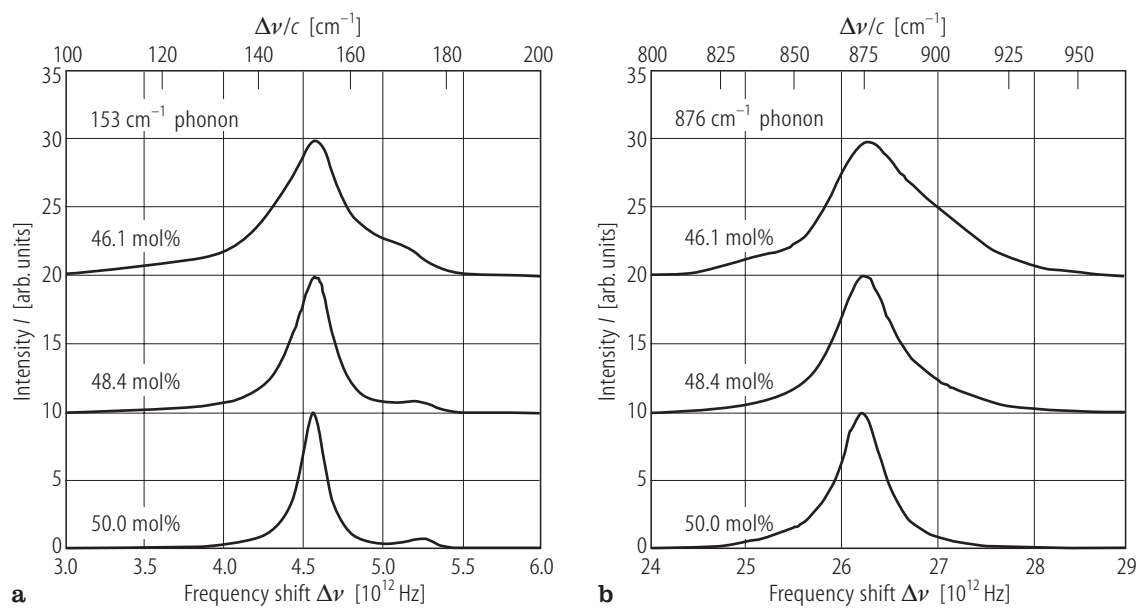 Δν/c [cm⁻¹]
100 120 140 160 180 200
35
30
25
20
15
10
5
0
Intensity I [arb. units]
153 cm⁻¹ phonon
46.1 mol%
48.4 mol%
50.0 mol%
3.0 3.5 4.0 4.5 5.0 5.5 6.0
a Frequency shift Δν [10¹² Hz]
Δν/c [cm⁻¹]
800 825 850 875 900 925 950
35
30
25
20
15
10
5
0
Intensity I [arb. units]
876 cm⁻¹ phonon
46.1 mol%
48.4 mol%
50.0 mol%
24 25 26 27 28 29
b Frequency shift Δν [10¹² Hz]